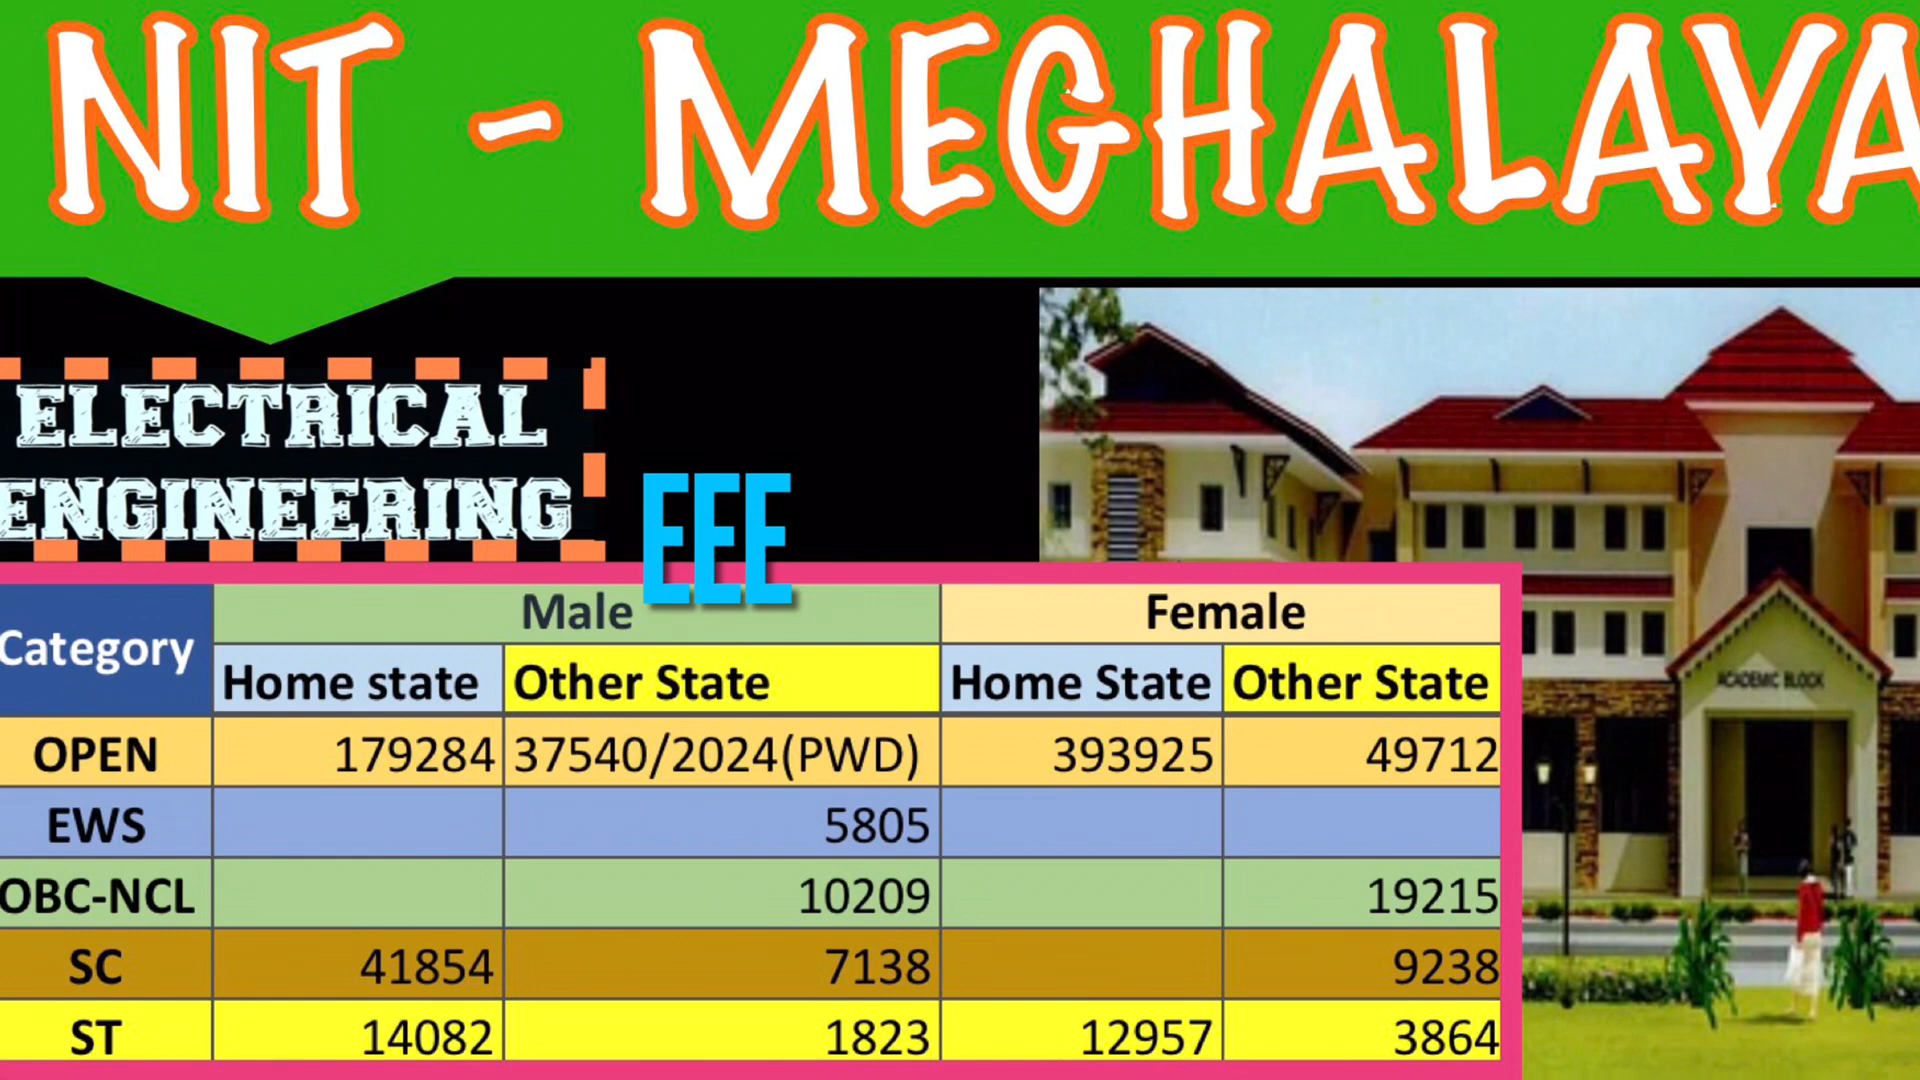 NIT - MEGHALAYA
ELECTRICAL
ENGINEERING
EEE
Category Male Female
Home state Other State Home State Other State
OPEN 179284 37540/2024(PWD) 393925 49712
EWS 5805
OBC-NCL 10209 19215
SC 41854 7138 9238
ST 14082 1823 12957 3864
ACADEMIC BLOCK